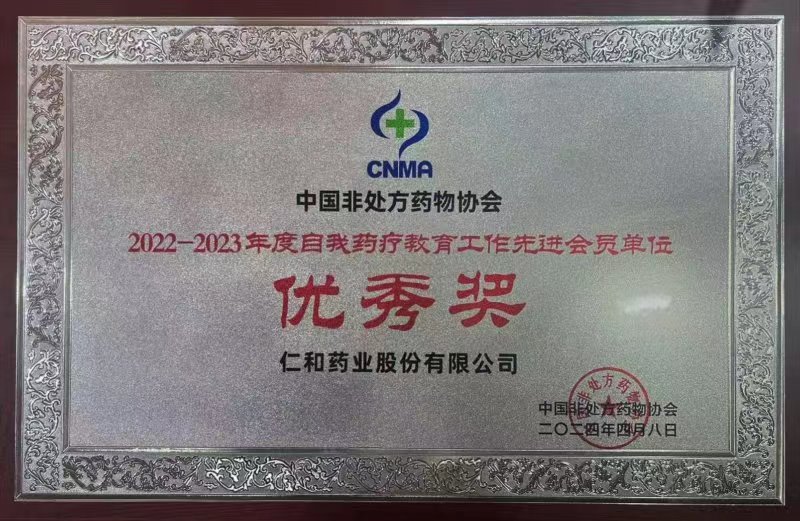 CNMA
中国非处方药物协会
2022-2023年度自我药疗教育工作先进会员单位
优秀奖
仁和药业股份有限公司
中国非处方药物协会
二〇二四年四月八日